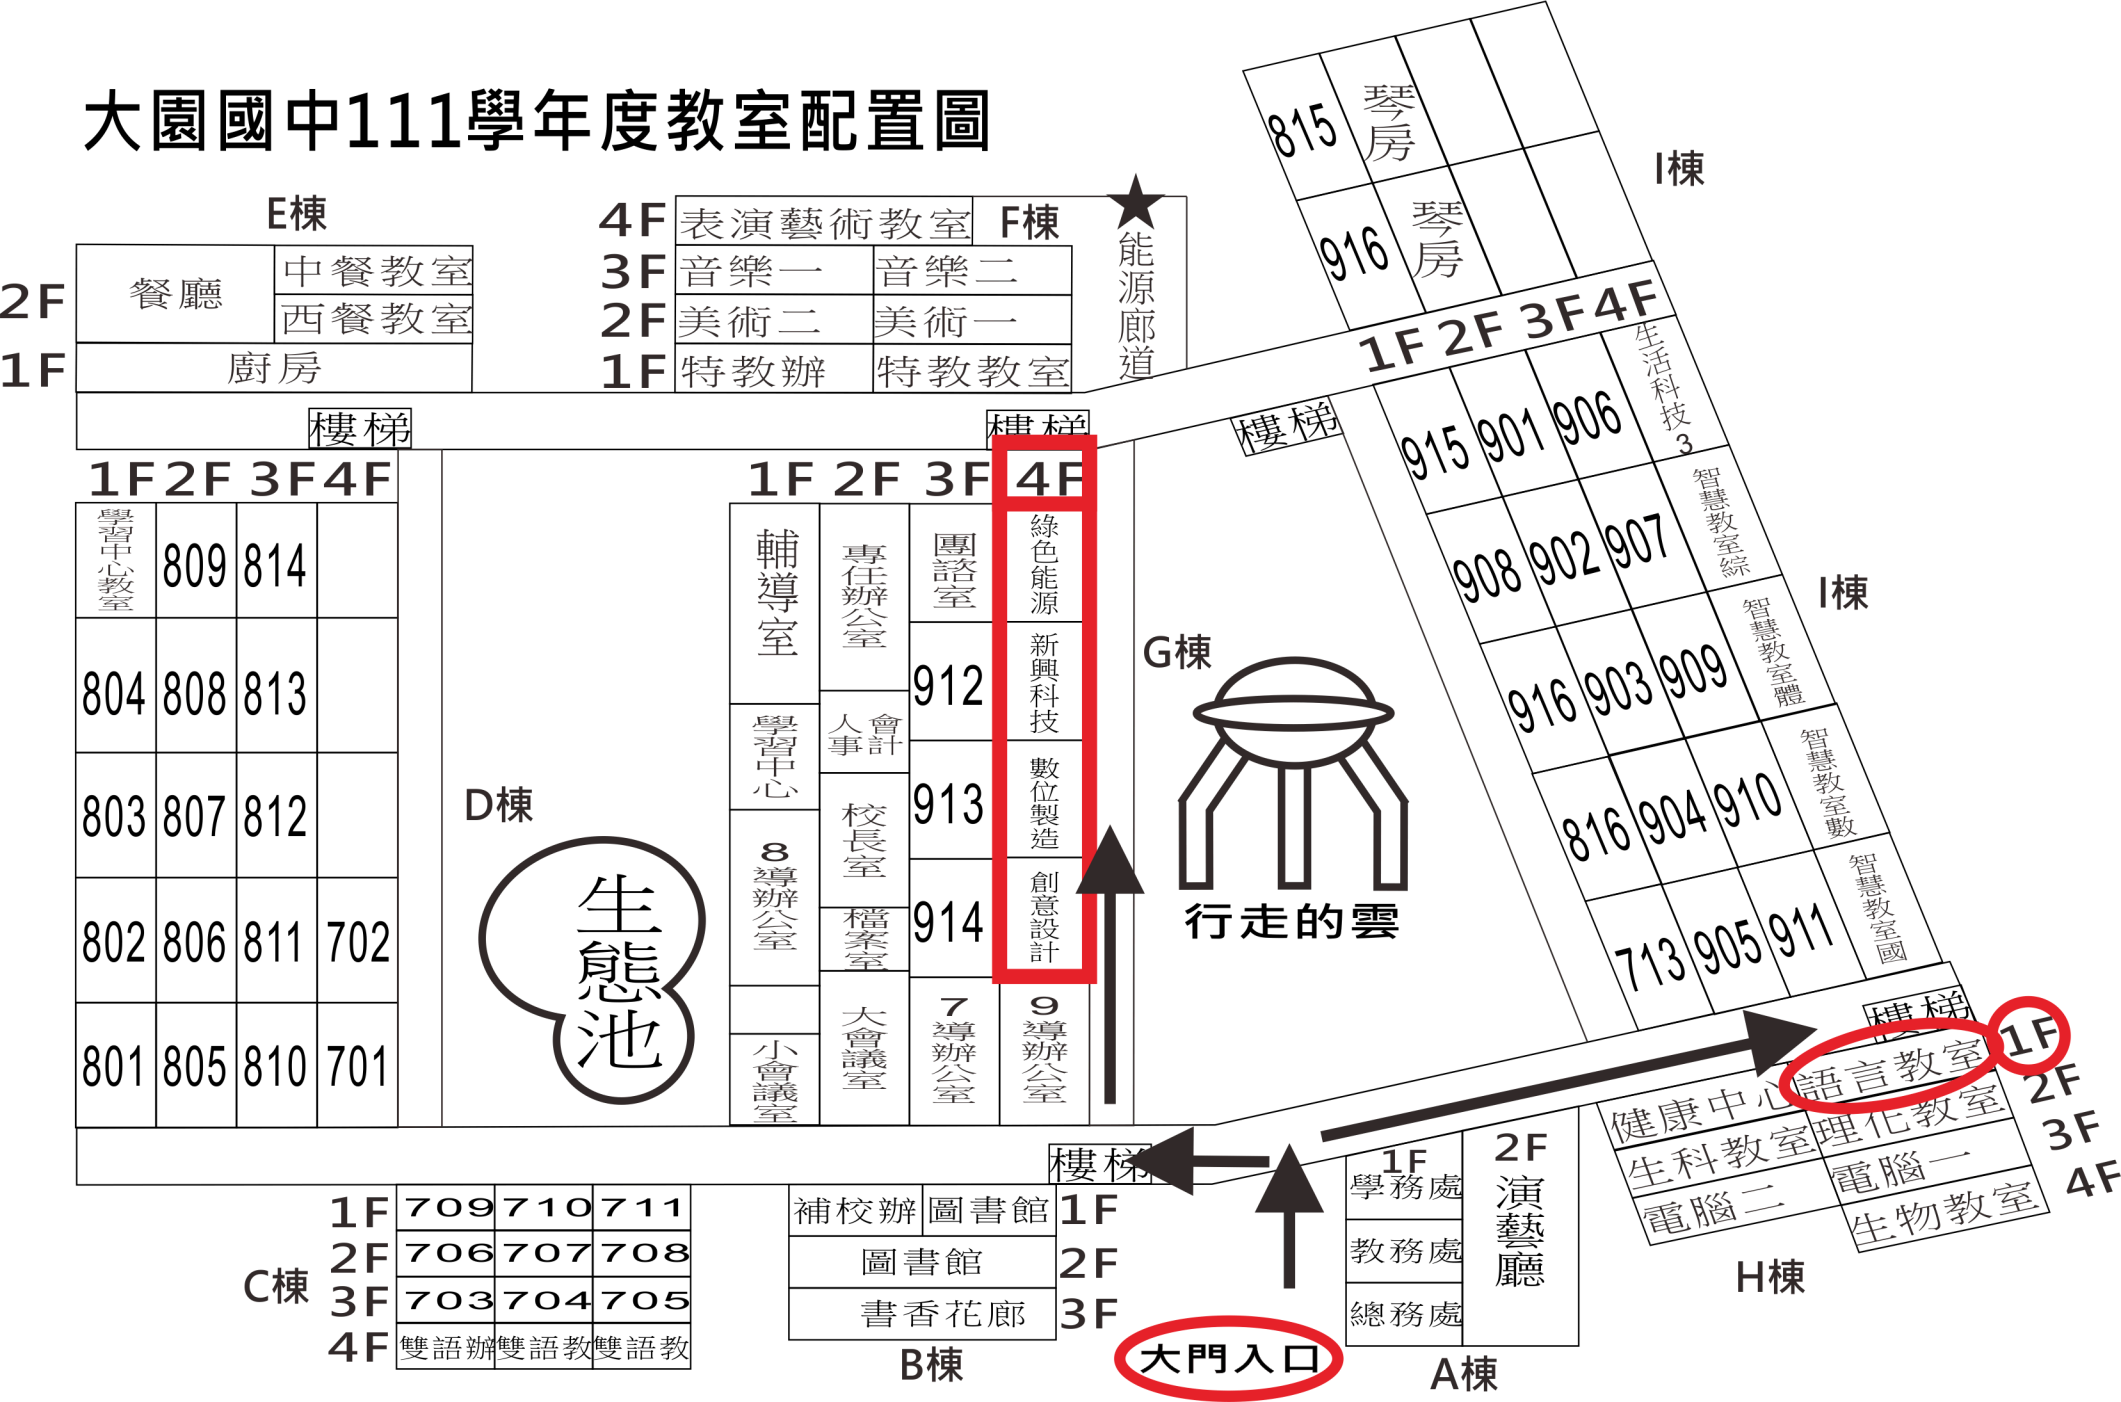 大園國中111學年度教室配置圖
E棟
2F
餐廳
中餐教室
西餐教室
1F
廚房
樓梯
4F
表演藝術教室
F棟
3F
音樂一
音樂二
2F
美術二
美術一
1F
特教辦
特教教室
樓梯
★
能源廊道
815
琴房
916
琴房
I棟
1F 2F 3F 4F
樓梯
915
901
906
生活科技3
908
902
907
智慧教室綜
916
903
909
智慧教室體
816
904
910
智慧教室數
713
905
911
智慧教室國
I棟
1F 2F 3F 4F
學習中心教室
809
814
804
808
813
803
807
812
802
806
811
702
801
805
810
701
D棟
生態池
1F 2F 3F 4F
輔導室
學習中心
8導辦公室
小會議室
專任辦公室
人事
會計
校長室
檔案室
大會議室
團諮室
912
913
914
7導辦公室
綠色能源
新興科技
數位製造
創意設計
9導辦公室
G棟
行走的雲
樓梯
樓梯
健康中心
語言教室
1F
生科教室
理化教室
2F
電腦二
電腦一
3F
生物教室
4F
H棟
1F
709
710
711
2F
706
707
708
3F
703
704
705
4F
雙語辦
雙語教
雙語教
C棟
補校辦
圖書館
1F
圖書館
2F
書香花廊
3F
B棟
大門入口
1F
學務處
教務處
總務處
2F
演藝廳
A棟